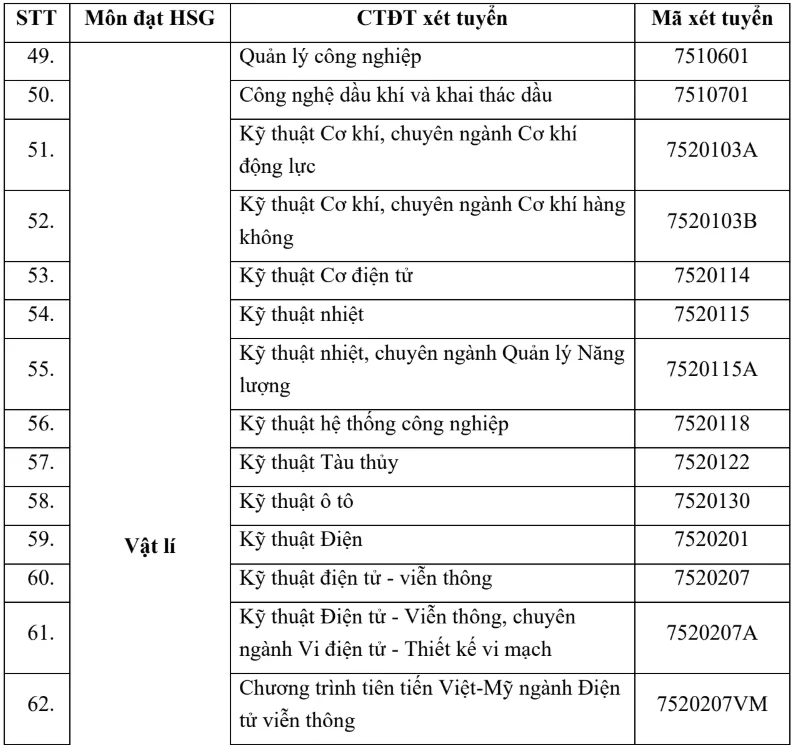 STT Môn đạt HSG CTĐT xét tuyển Mã xét tuyển
49. Quản lý công nghiệp 7510601
50. Công nghệ dầu khí và khai thác dầu 7510701
51. Kỹ thuật Cơ khí, chuyên ngành Cơ khí
động lực 7520103A
52. Kỹ thuật Cơ khí, chuyên ngành Cơ khí hàng
không 7520103B
53. Kỹ thuật Cơ điện tử 7520114
54. Kỹ thuật nhiệt 7520115
55. Kỹ thuật nhiệt, chuyên ngành Quản lý Năng
lượng 7520115A
56. Kỹ thuật hệ thống công nghiệp 7520118
57. Kỹ thuật Tàu thủy 7520122
58. Kỹ thuật ô tô 7520130
59. Vật lí Kỹ thuật Điện 7520201
60. Kỹ thuật điện tử - viễn thông 7520207
61. Kỹ thuật Điện tử - Viễn thông, chuyên
ngành Vi điện tử - Thiết kế vi mạch 7520207A
62. Chương trình tiên tiến Việt-Mỹ ngành Điện
tử viễn thông 7520207VM